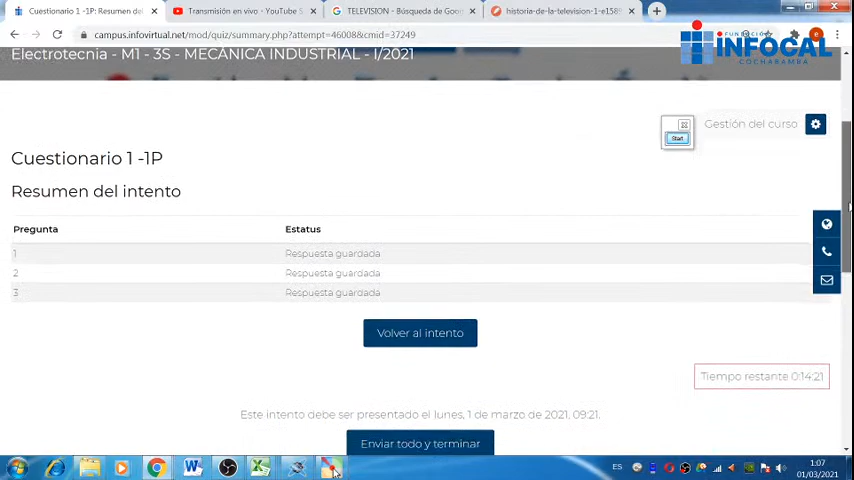 Cuestionario 1 -1P: Resumen del i
Transmisión en vivo - YouTube S
TELEVISION - Búsqueda de Goo
historia-de-la-television-1-e1589
campus.infovirtual.net/mod/quiz/summary.php?attempt=46008&cmid=37249
Electrotecnia - M1 - 3S - MECÁNICA INDUSTRIAL - I/2021
FUNDACIÓN
INFOCAL
COCHABAMBA
Start
Gestión del curso
Cuestionario 1 -1P
Resumen del intento
Pregunta Estatus
1 Respuesta guardada
2 Respuesta guardada
3 Respuesta guardada
Volver al intento
Tiempo restante 0:14:21
Este intento debe ser presentado el lunes, 1 de marzo de 2021, 09:21.
Enviar todo y terminar
ES
1:07
01/03/2021